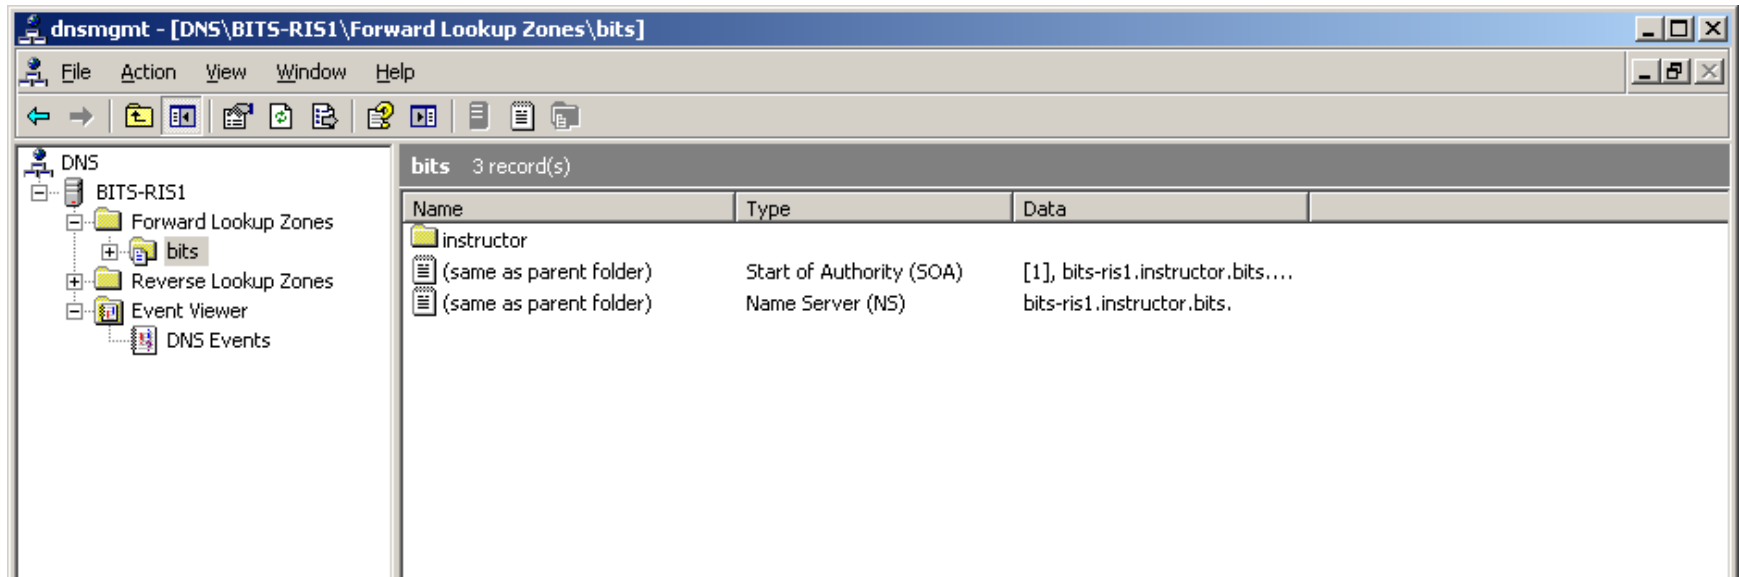 dnsmgmt - [DNS\BITS-RIS1\Forward Lookup Zones\bits]
File Action View Window Help
DNS
BITS-RIS1
Forward Lookup Zones
bits
Reverse Lookup Zones
Event Viewer
DNS Events
bits 3 record(s)
Name Type Data
instructor
(same as parent folder) Start of Authority (SOA) [1], bits-ris1.instructor.bits....
(same as parent folder) Name Server (NS) bits-ris1.instructor.bits.